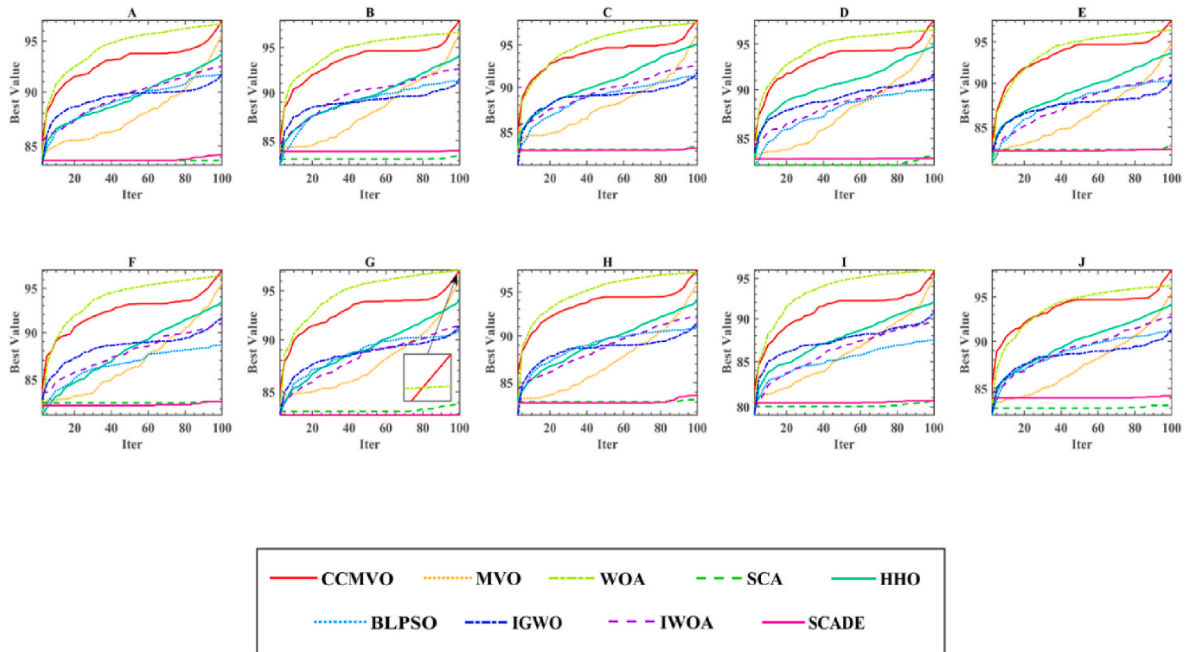 A B C D E
Best Value 95 90 85 20 40 60 80 100 Iter
Best Value 95 90 85 20 40 60 80 100 Iter
Best Value 95 90 85 20 40 60 80 100 Iter
Best Value 95 90 85 20 40 60 80 100 Iter
Best Value 95 90 85 20 40 60 80 100 Iter
F G H I J
Best Value 95 90 85 20 40 60 80 100 Iter
Best Value 95 90 85 20 40 60 80 100 Iter
Best Value 95 90 85 20 40 60 80 100 Iter
Best Value 95 90 85 80 20 40 60 80 100 Iter
Best Value 95 90 85 20 40 60 80 100 Iter
CCMVO MVO WOA SCA HHO
BLPSO IGWO IWOA SCADE